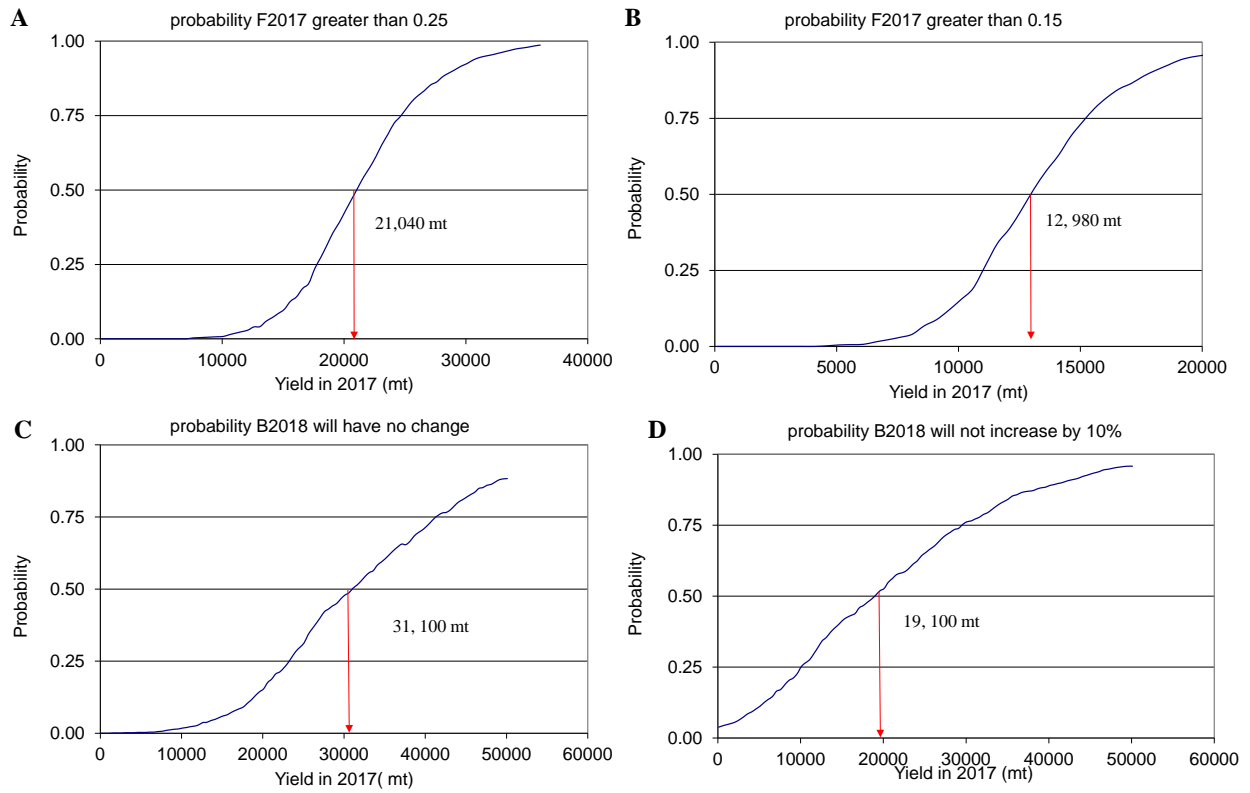 A
probability F2017 greater than 0.25
1.00
0.75
0.50
0.25
0.00
Probability
21,040 mt
0 10000 20000 30000 40000
Yield in 2017 (mt)
B
probability F2017 greater than 0.15
1.00
0.75
0.50
0.25
0.00
Probability
12, 980 mt
0 5000 10000 15000 20000
Yield in 2017 (mt)
C
probability B2018 will have no change
1.00
0.75
0.50
0.25
0.00
Probability
31, 100 mt
0 10000 20000 30000 40000 50000 60000
Yield in 2017( mt)
D
probability B2018 will not increase by 10%
1.00
0.75
0.50
0.25
0.00
Probability
19, 100 mt
0 10000 20000 30000 40000 50000 60000
Yield in 2017 (mt)